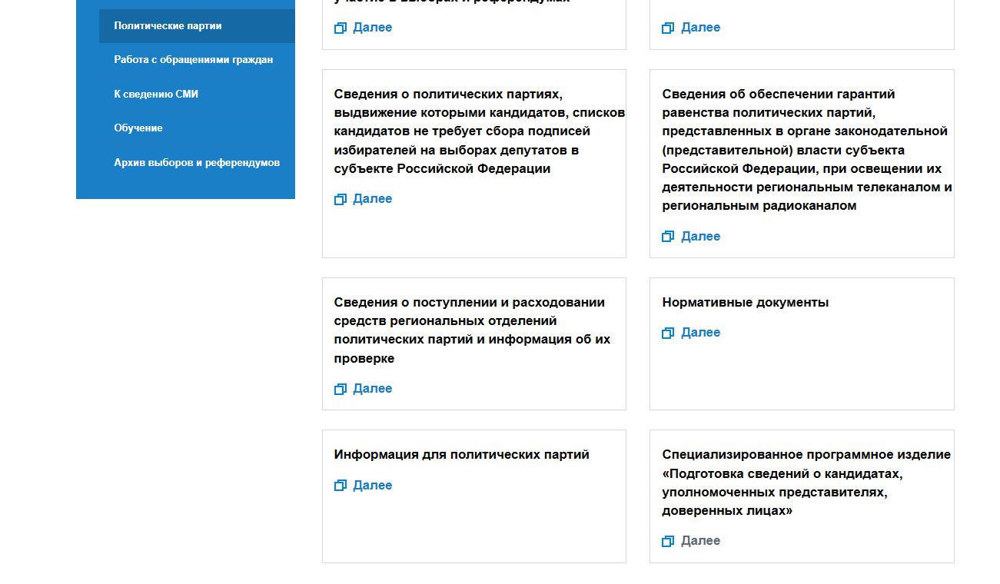 Политические партии
Работа с обращениями граждан
К сведению СМИ
Обучение
Архив выборов и референдумов
участие в выборах и референдумах
Далее
Далее
Сведения о политических партиях,
выдвижение которыми кандидатов, списков
кандидатов не требует сбора подписей
избирателей на выборах депутатов в
субъекте Российской Федерации
Далее
Сведения об обеспечении гарантий
равенства политических партий,
представленных в органе законодательной
(представительной) власти субъекта
Российской Федерации, при освещении их
деятельности региональным телеканалом и
региональным радиоканалом
Далее
Сведения о поступлении и расходовании
средств региональных отделений
политических партий и информация об их
проверке
Далее
Нормативные документы
Далее
Информация для политических партий
Далее
Специализированное программное изделие
«Подготовка сведений о кандидатах,
уполномоченных представителях,
доверенных лицах»
Далее